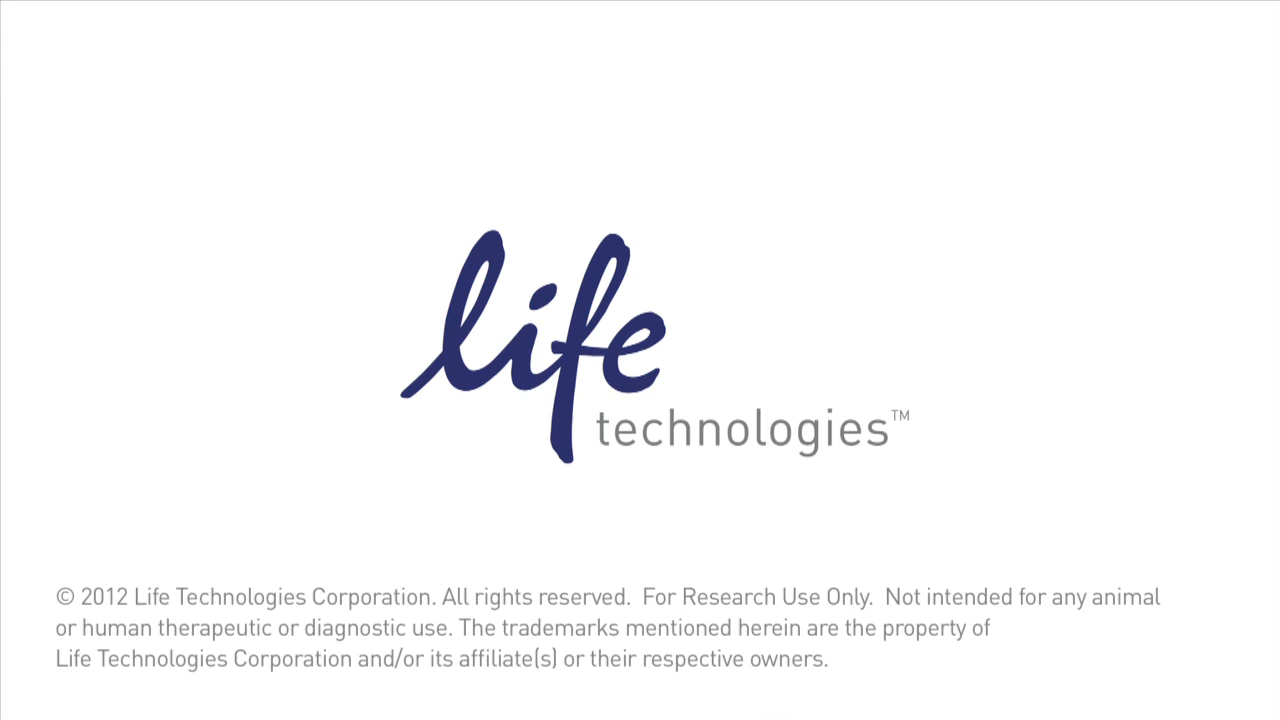 life
technologies™
© 2012 Life Technologies Corporation. All rights reserved.  For Research Use Only.  Not intended for any animal
or human therapeutic or diagnostic use. The trademarks mentioned herein are the property of
Life Technologies Corporation and/or its affiliate(s) or their respective owners.